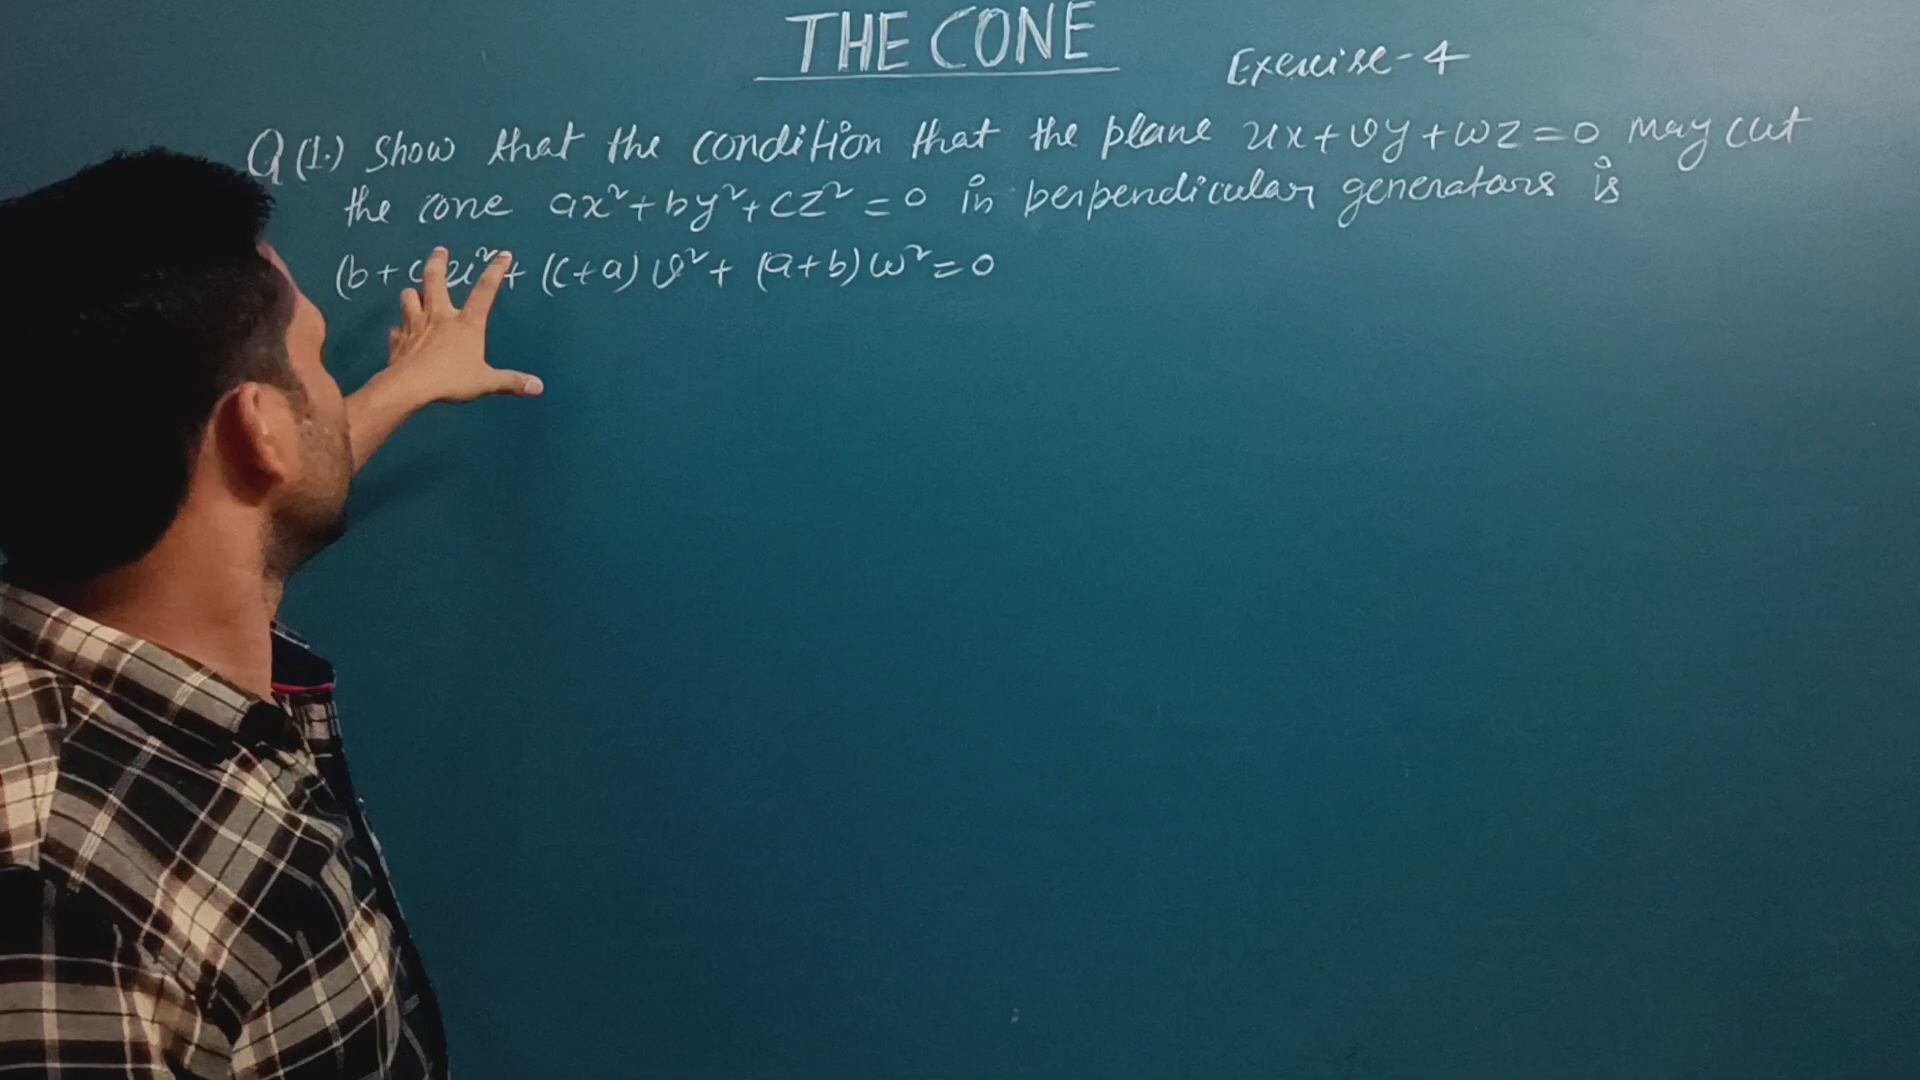 THE CONE
Exercise-4
Q(1.) Show that the condition that the plane ux+vy+wz=0 may cut
the cone ax²+by²+cz²=0 in perpendicular generators is
(b+c)u²+(c+a)v²+(a+b)w²=0